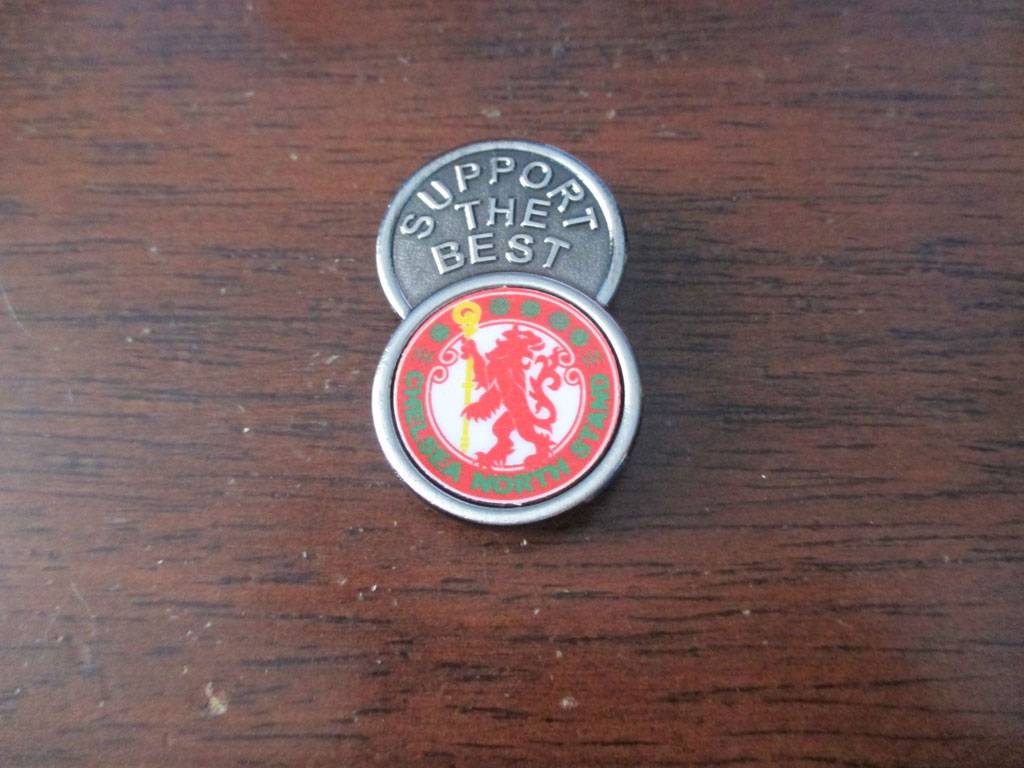 SUPPORT
THE
BEST
CHELSEA NORTH STAND